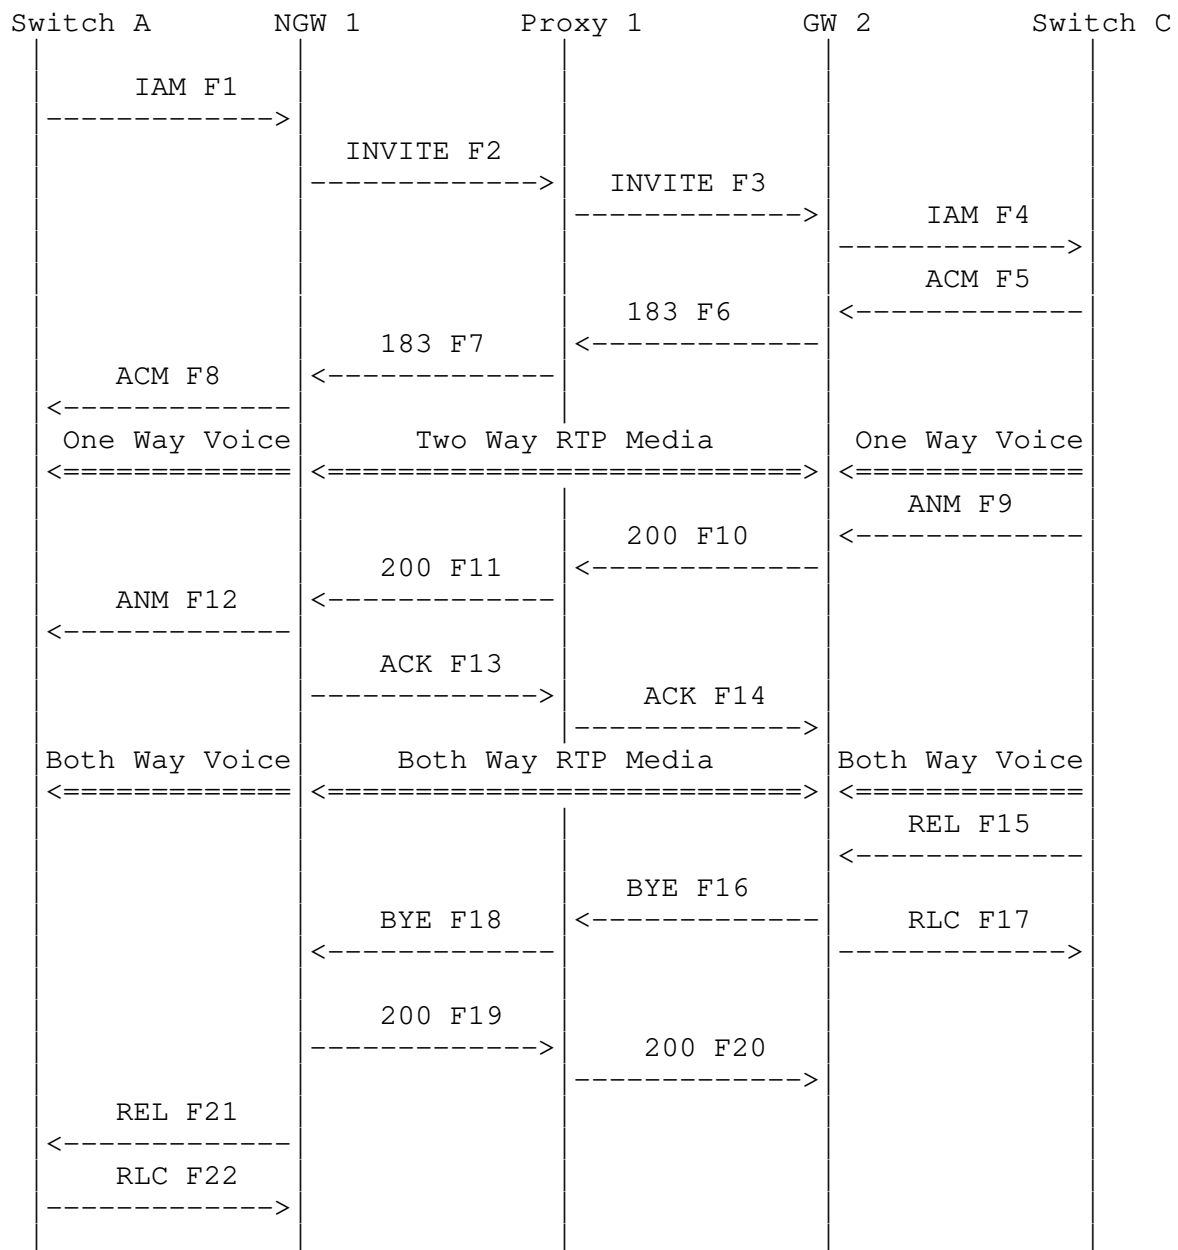 Switch A NGW 1 Proxy 1 GW 2 Switch C
IAM F1
INVITE F2
INVITE F3
IAM F4
ACM F5
183 F6
183 F7
ACM F8
One Way Voice Two Way RTP Media One Way Voice
ANM F9
200 F10
200 F11
ANM F12
ACK F13
ACK F14
Both Way Voice Both Way RTP Media Both Way Voice
REL F15
BYE F16
BYE F18 RLC F17
200 F19
200 F20
REL F21
RLC F22